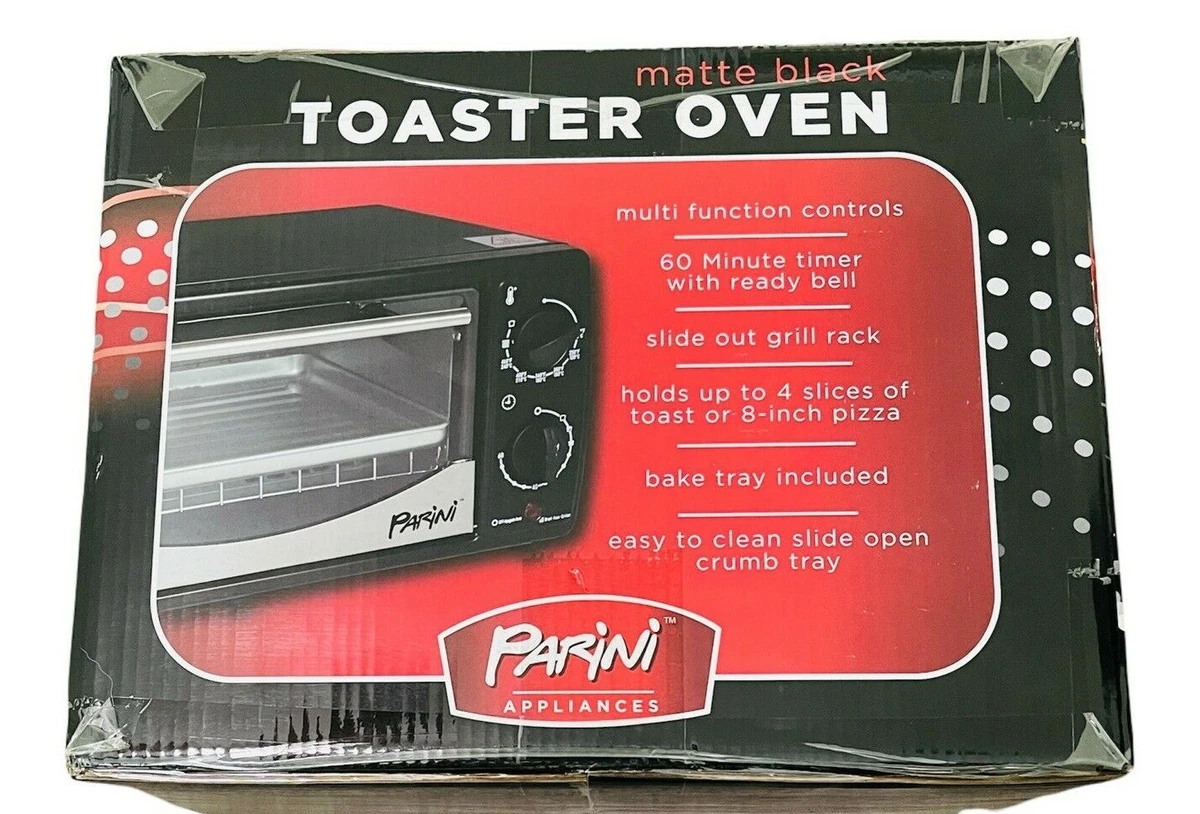 matte black
TOASTER OVEN
multi function controls
60 Minute timer
with ready bell
slide out grill rack
holds up to 4 slices of
toast or 8-inch pizza
bake tray included
easy to clean slide open
crumb tray
PARINI
PARINI™
APPLIANCES